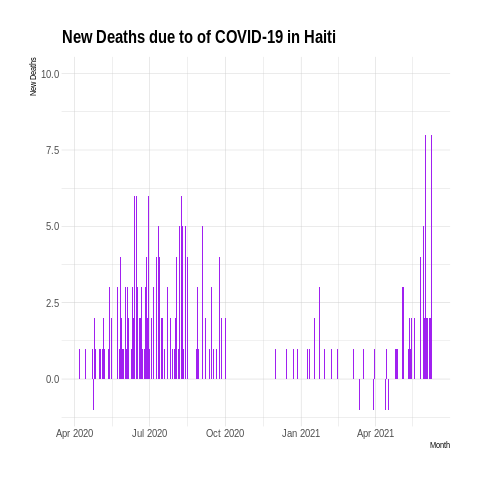 New Deaths due to of COVID-19 in Haiti
New Deaths
10.0
7.5
5.0
2.5
0.0
Apr 2020 Jul 2020 Oct 2020 Jan 2021 Apr 2021
Month